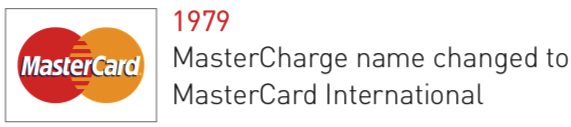 MasterCard
1979
MasterCharge name changed to
MasterCard International